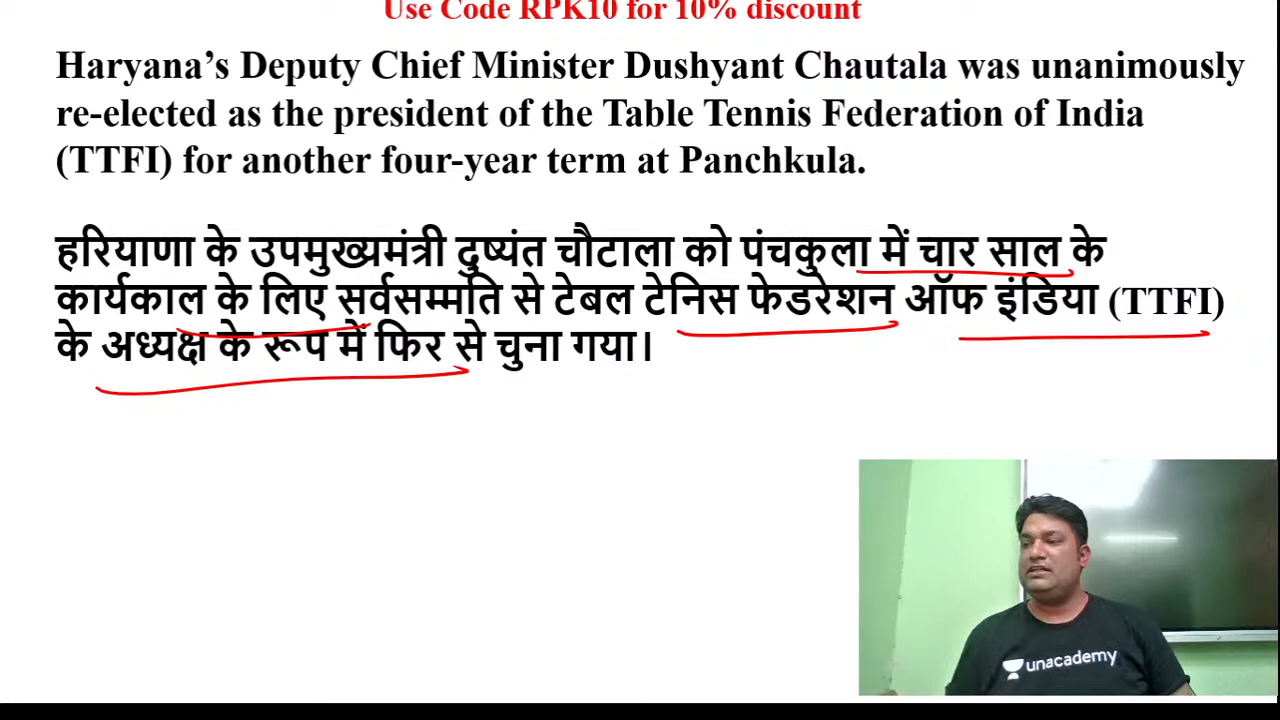 Use Code RPK10 for 10% discount
Haryana’s Deputy Chief Minister Dushyant Chautala was unanimously
re-elected as the president of the Table Tennis Federation of India
(TTFI) for another four-year term at Panchkula.
हरियाणा के उपमुख्यमंत्री दुष्यंत चौटाला को पंचकुला में चार साल के
कार्यकाल के लिए सर्वसम्मति से टेबल टेनिस फेडरेशन ऑफ इंडिया (TTFI)
के अध्यक्ष के रूप में फिर से चुना गया।
unacademy